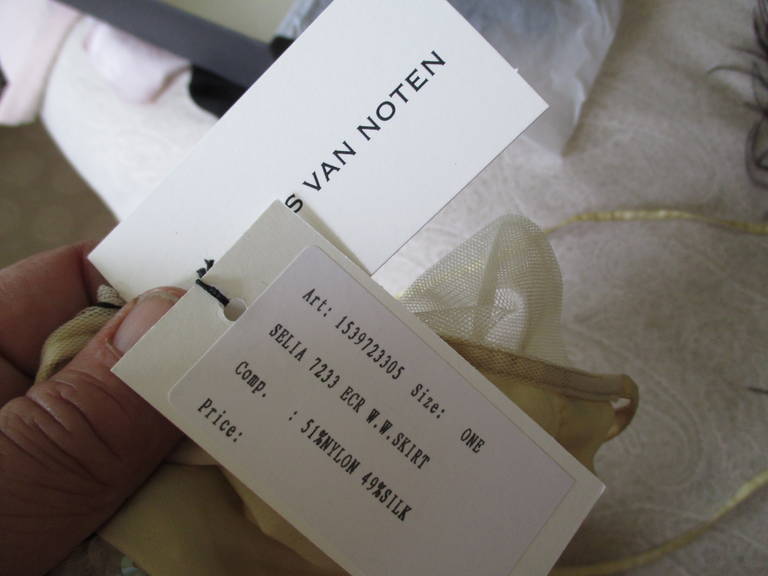 S VAN NOTEN
Art: 1539723305 Size: ONE
SELIA 7233 ECR W.W.SKIRT
Comp. : 51%NYLON 49%SILK
Price: